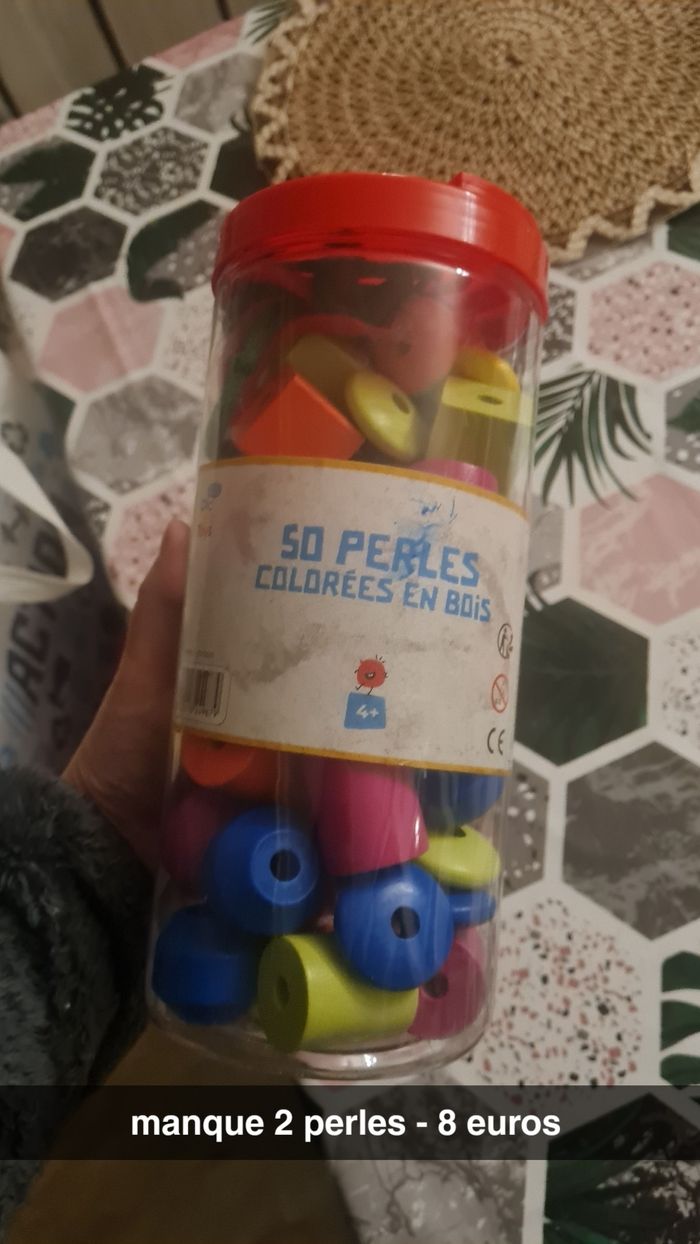 50 PERLES
COLORÉES EN BOIS
4+
CE
manque 2 perles - 8 euros